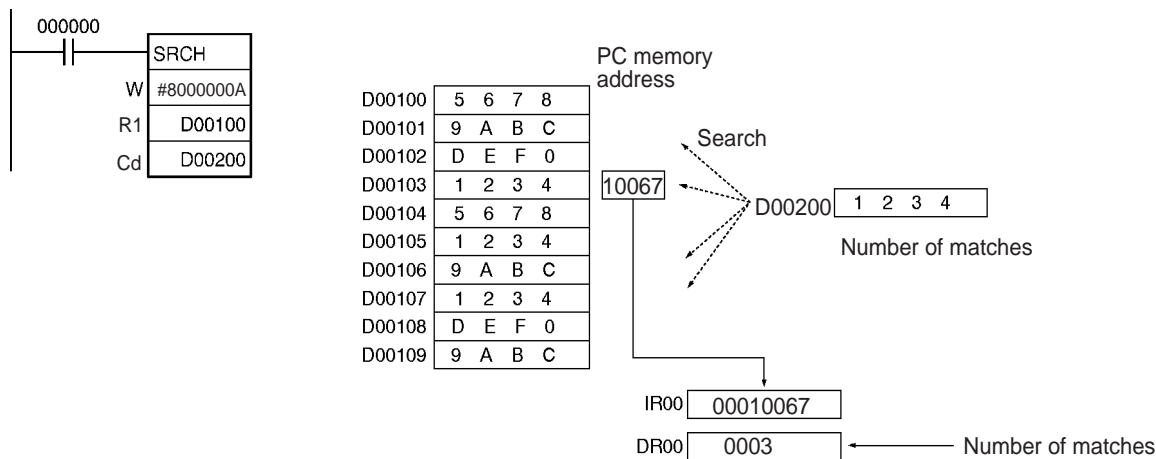 000000
SRCH
W #8000000A
R1 D00100
Cd D00200
PC memory
address
D00100 5 6 7 8
D00101 9 A B C
D00102 D E F 0
D00103 1 2 3 4
D00104 5 6 7 8
D00105 1 2 3 4
D00106 9 A B C
D00107 1 2 3 4
D00108 D E F 0
D00109 9 A B C
10067
Search
D00200 1 2 3 4
Number of matches
IR00 00010067
DR00 0003
Number of matches